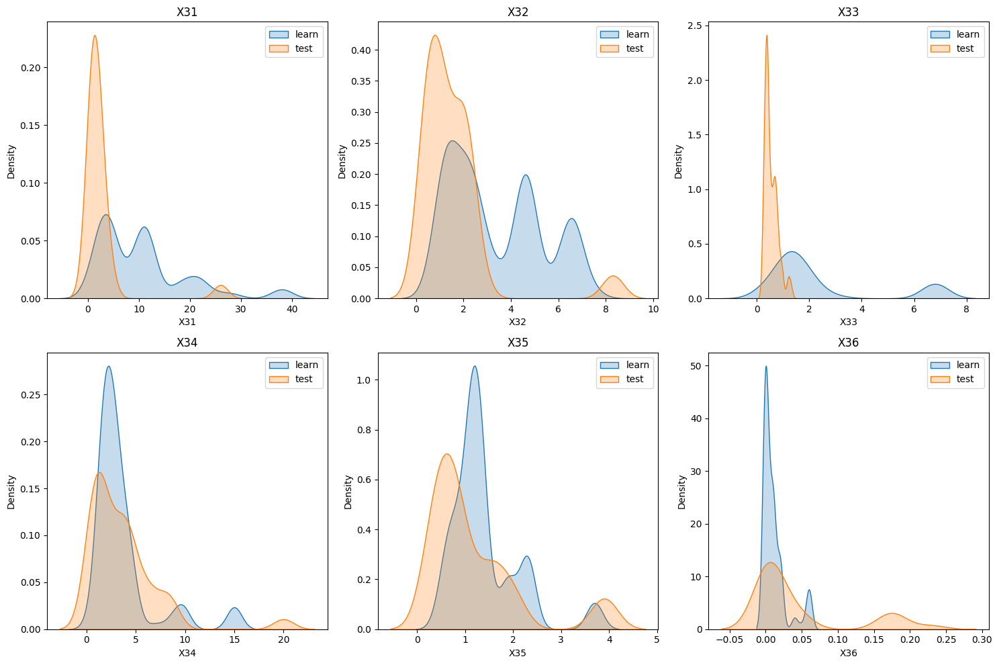 X31
learn
test
Density
0.20
0.15
0.10
0.05
0.00
0 10 20 30 40
X31
X32
learn
test
Density
0.40
0.35
0.30
0.25
0.20
0.15
0.10
0.05
0.00
0 2 4 6 8 10
X32
X33
learn
test
Density
2.5
2.0
1.5
1.0
0.5
0.0
0 2 4 6 8
X33
X34
learn
test
Density
0.25
0.20
0.15
0.10
0.05
0.00
0 5 10 15 20
X34
X35
learn
test
Density
1.0
0.8
0.6
0.4
0.2
0.0
0 1 2 3 4 5
X35
X36
learn
test
Density
50
40
30
20
10
0
−0.05 0.00 0.05 0.10 0.15 0.20 0.25 0.30
X36